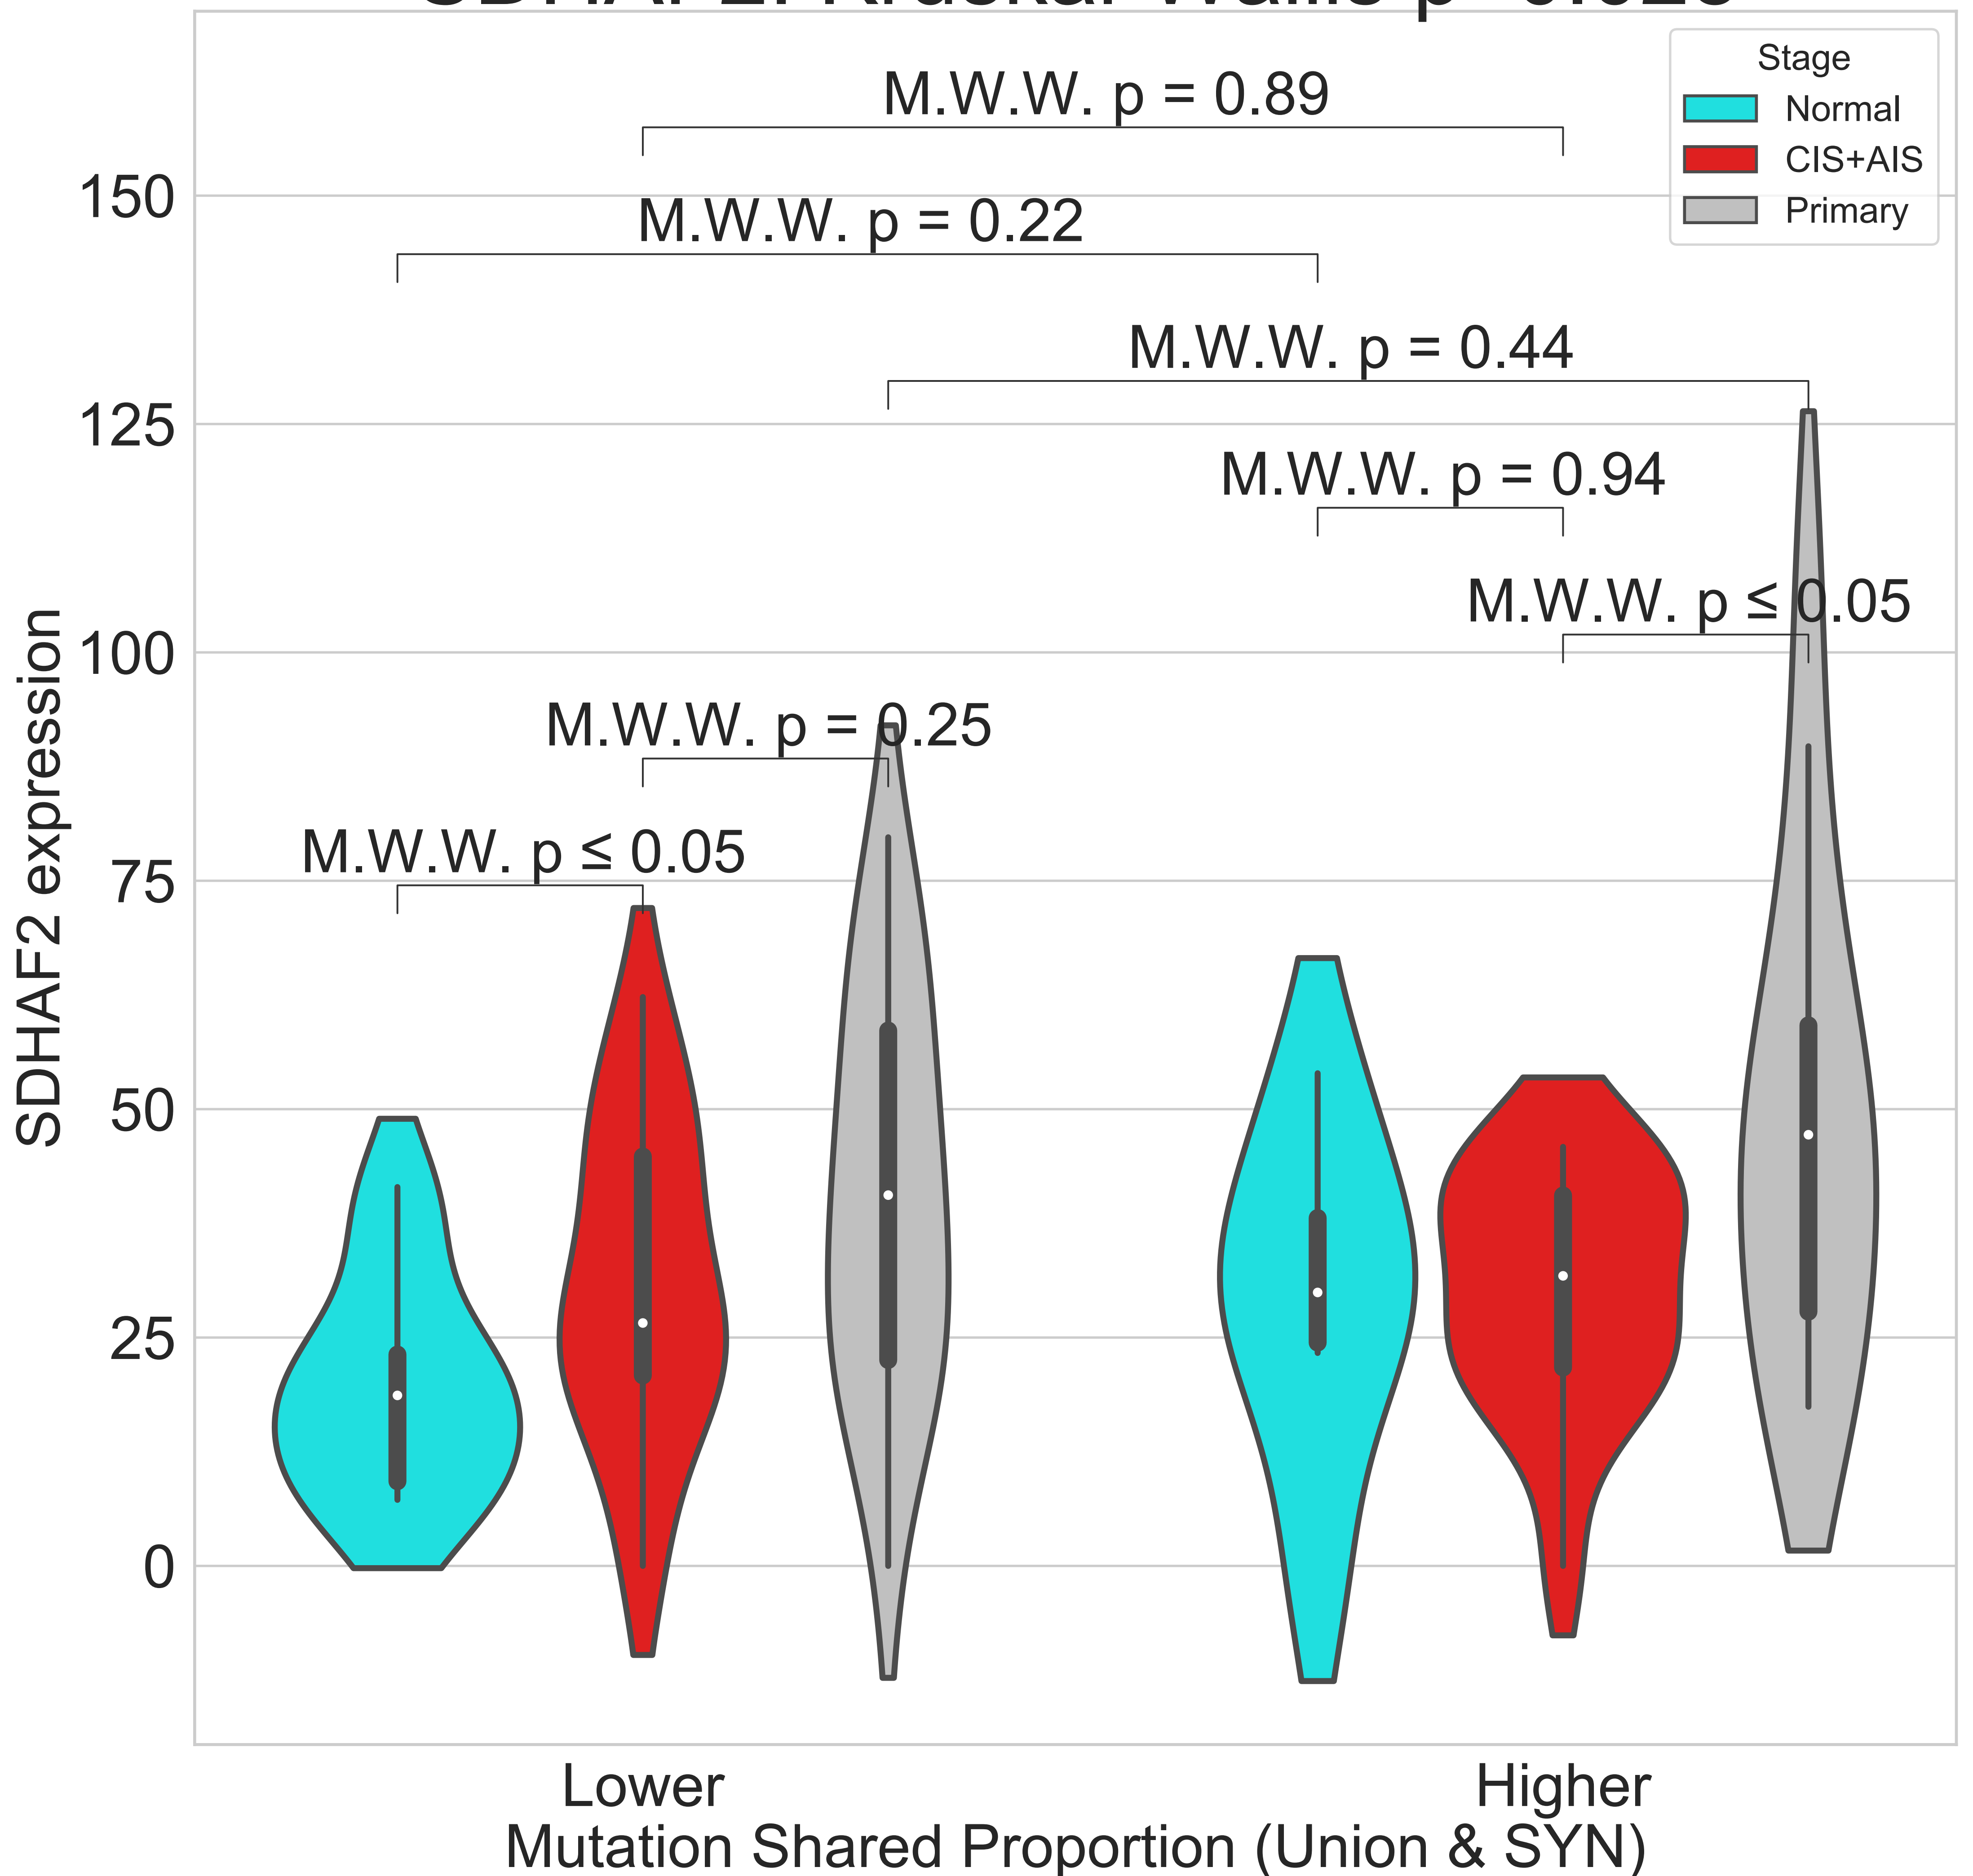 Stage
Normal
CIS+AIS
Primary
M.W.W. p = 0.89
150
M.W.W. p = 0.22
M.W.W. p = 0.44
125
M.W.W. p = 0.94
M.W.W. p ≤ 0.05
100
M.W.W. p = 0.25
M.W.W. p ≤ 0.05
75
50
25
0
SDHAF2 expression
Lower
Higher
Mutation Shared Proportion (Union & SYN)